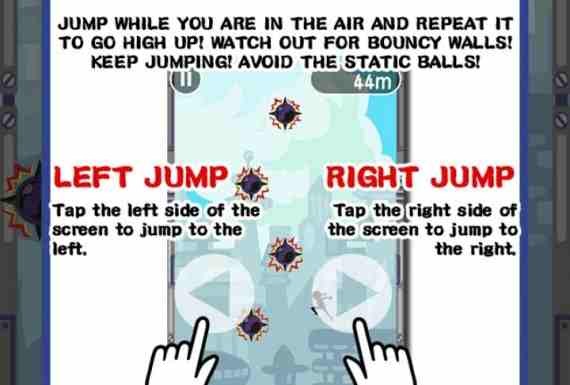 JUMP WHILE YOU ARE IN THE AIR AND REPEAT IT
TO GO HIGH UP! WATCH OUT FOR BOUNCY WALLS!
KEEP JUMPING! AVOID THE STATIC BALLS!
44m
LEFT JUMP
Tap the left side of the
screen to jump to the
left.
RIGHT JUMP
Tap the right side of
the screen to jump to
the right.